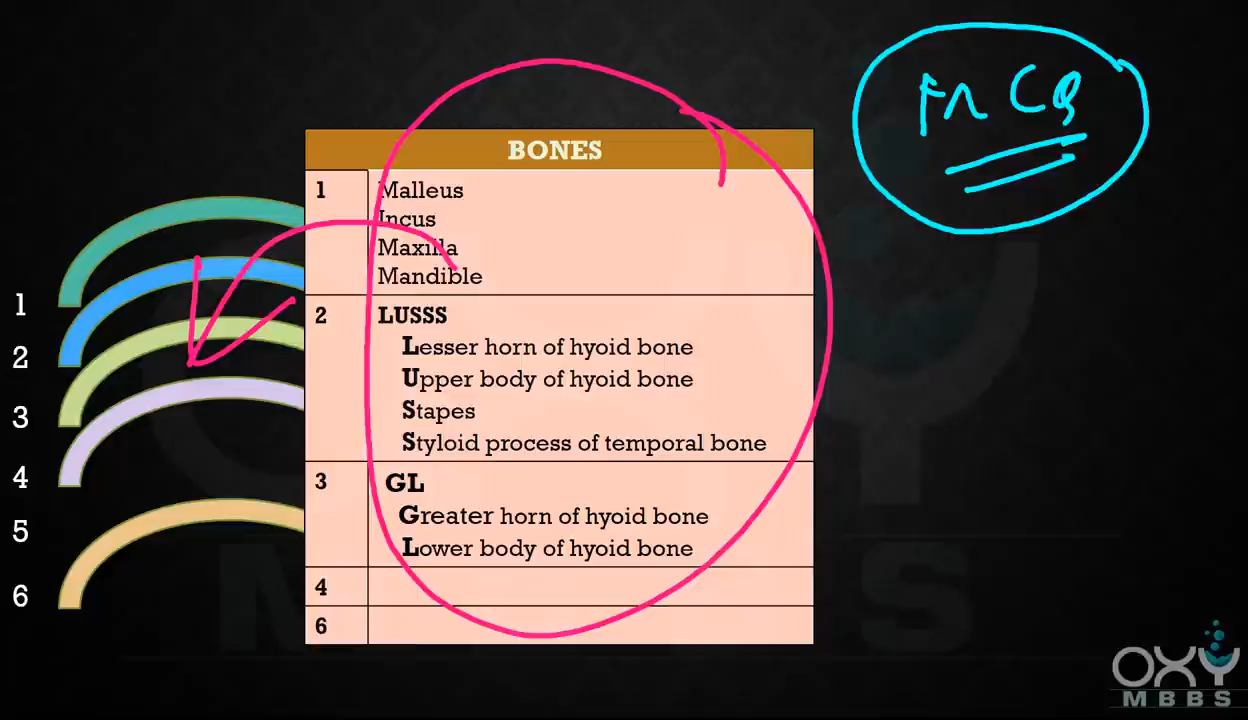 MCQ
BONES
1 Malleus
Incus
Maxilla
Mandible
2 LUSSS
Lesser horn of hyoid bone
Upper body of hyoid bone
Stapes
Styloid process of temporal bone
3 GL
Greater horn of hyoid bone
Lower body of hyoid bone
4
6
1
2
3
4
5
6
OXY
MBBS